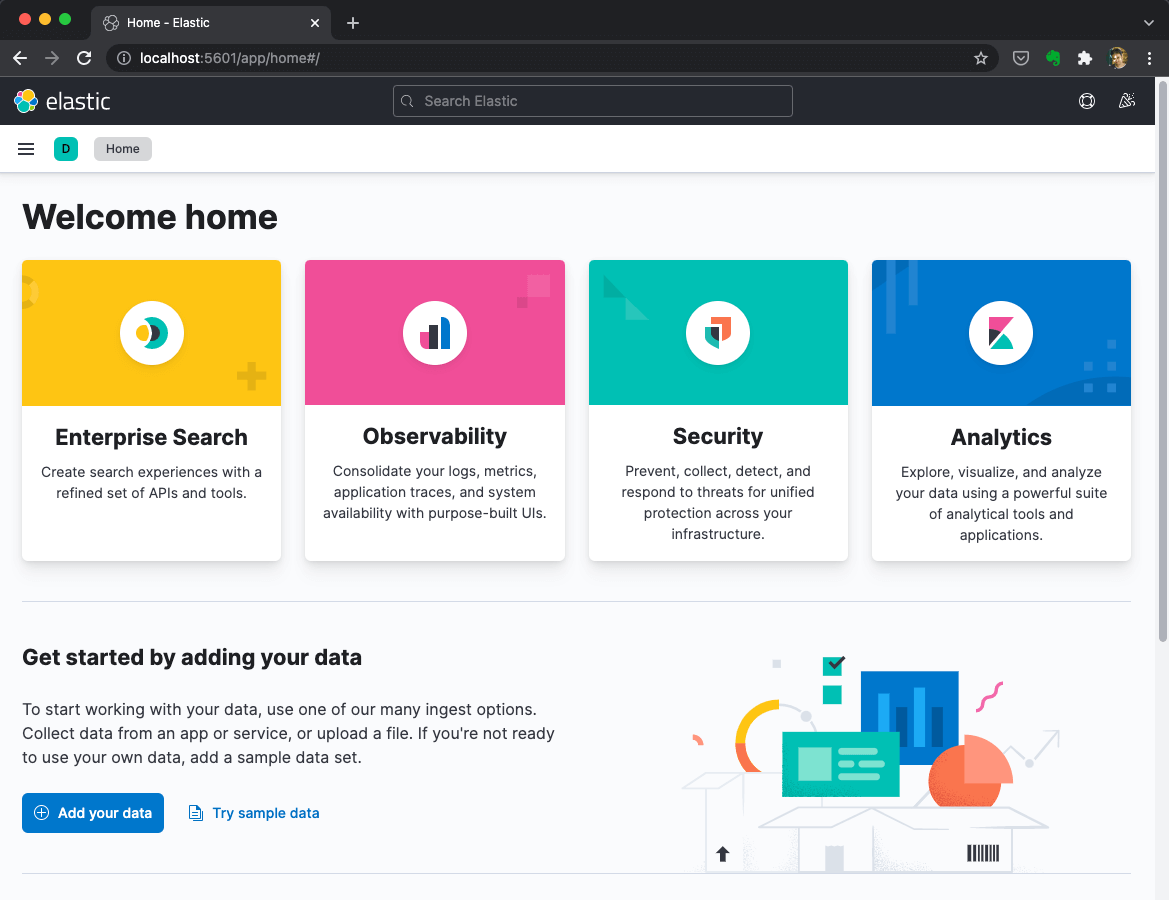 Home - Elastic
localhost:5601/app/home#/
elastic
Search Elastic
D
Home
Welcome home
Enterprise Search
Create search experiences with a
refined set of APIs and tools.
Observability
Consolidate your logs, metrics,
application traces, and system
availability with purpose-built UIs.
Security
Prevent, collect, detect, and
respond to threats for unified
protection across your
infrastructure.
Analytics
Explore, visualize, and analyze
your data using a powerful suite
of analytical tools and
applications.
Get started by adding your data
To start working with your data, use one of our many ingest options.
Collect data from an app or service, or upload a file. If you're not ready
to use your own data, add a sample data set.
Add your data
Try sample data